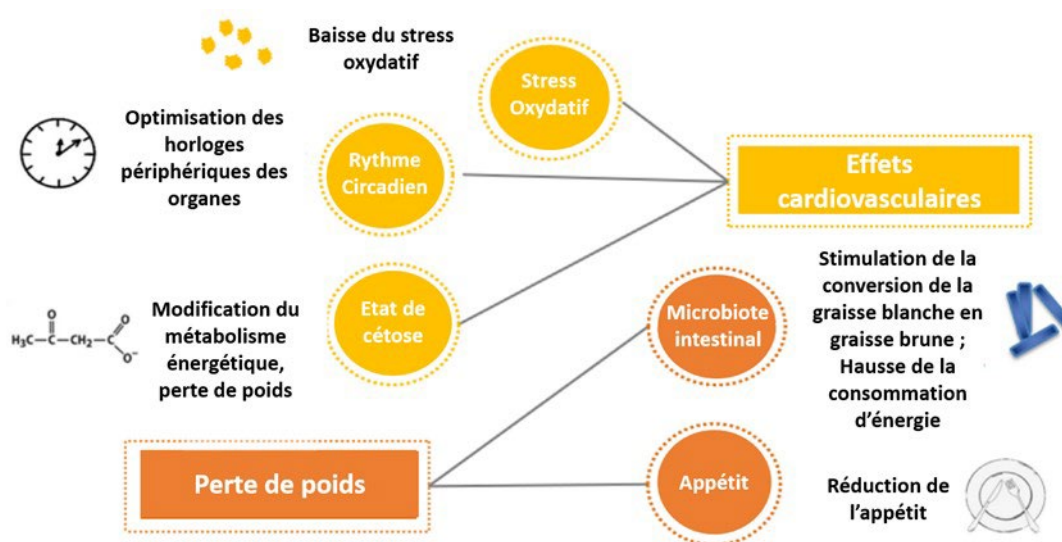 Baisse du stress
oxydatif
Stress
Oxydatif
Optimisation des
horloges
périphériques des
organes
Rythme
Circadien
Effets
cardiovasculaires
Modification du
métabolisme
énergétique,
perte de poids
Etat de
cétose
H₃C—C—CH₂—C
O
O
O⁻
Microbiote
intestinal
Stimulation de la
conversion de la
graisse blanche en
graisse brune ;
Hausse de la
consommation
d’énergie
Perte de poids
Appétit
Réduction de
l’appétit